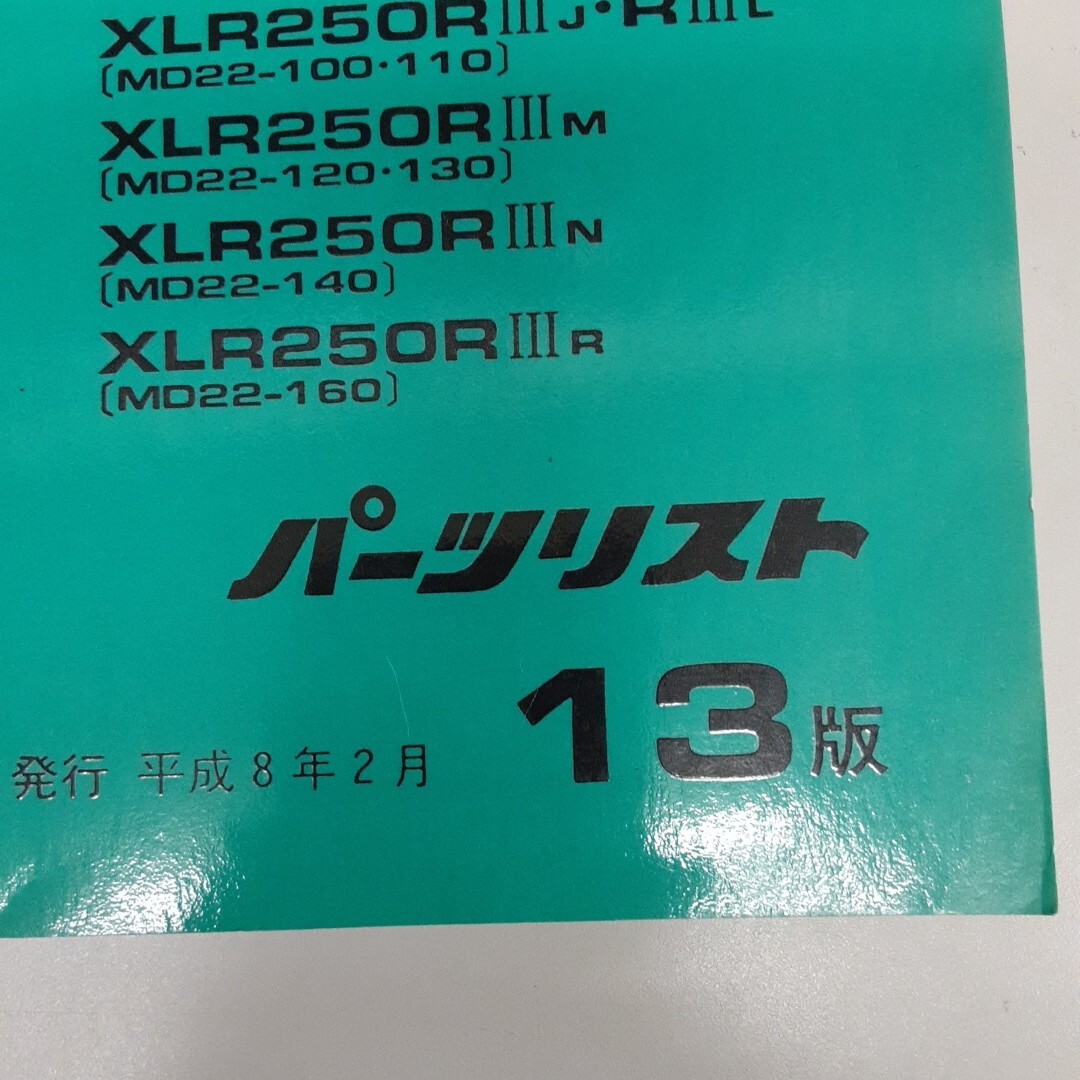 XLR250RⅢJ・RⅢL
〔MD22-100・110〕
XLR250RⅢM
〔MD22-120・130〕
XLR250RⅢN
〔MD22-140〕
XLR250RⅢR
〔MD22-160〕
パーツリスト
13版
発行 平成8年2月